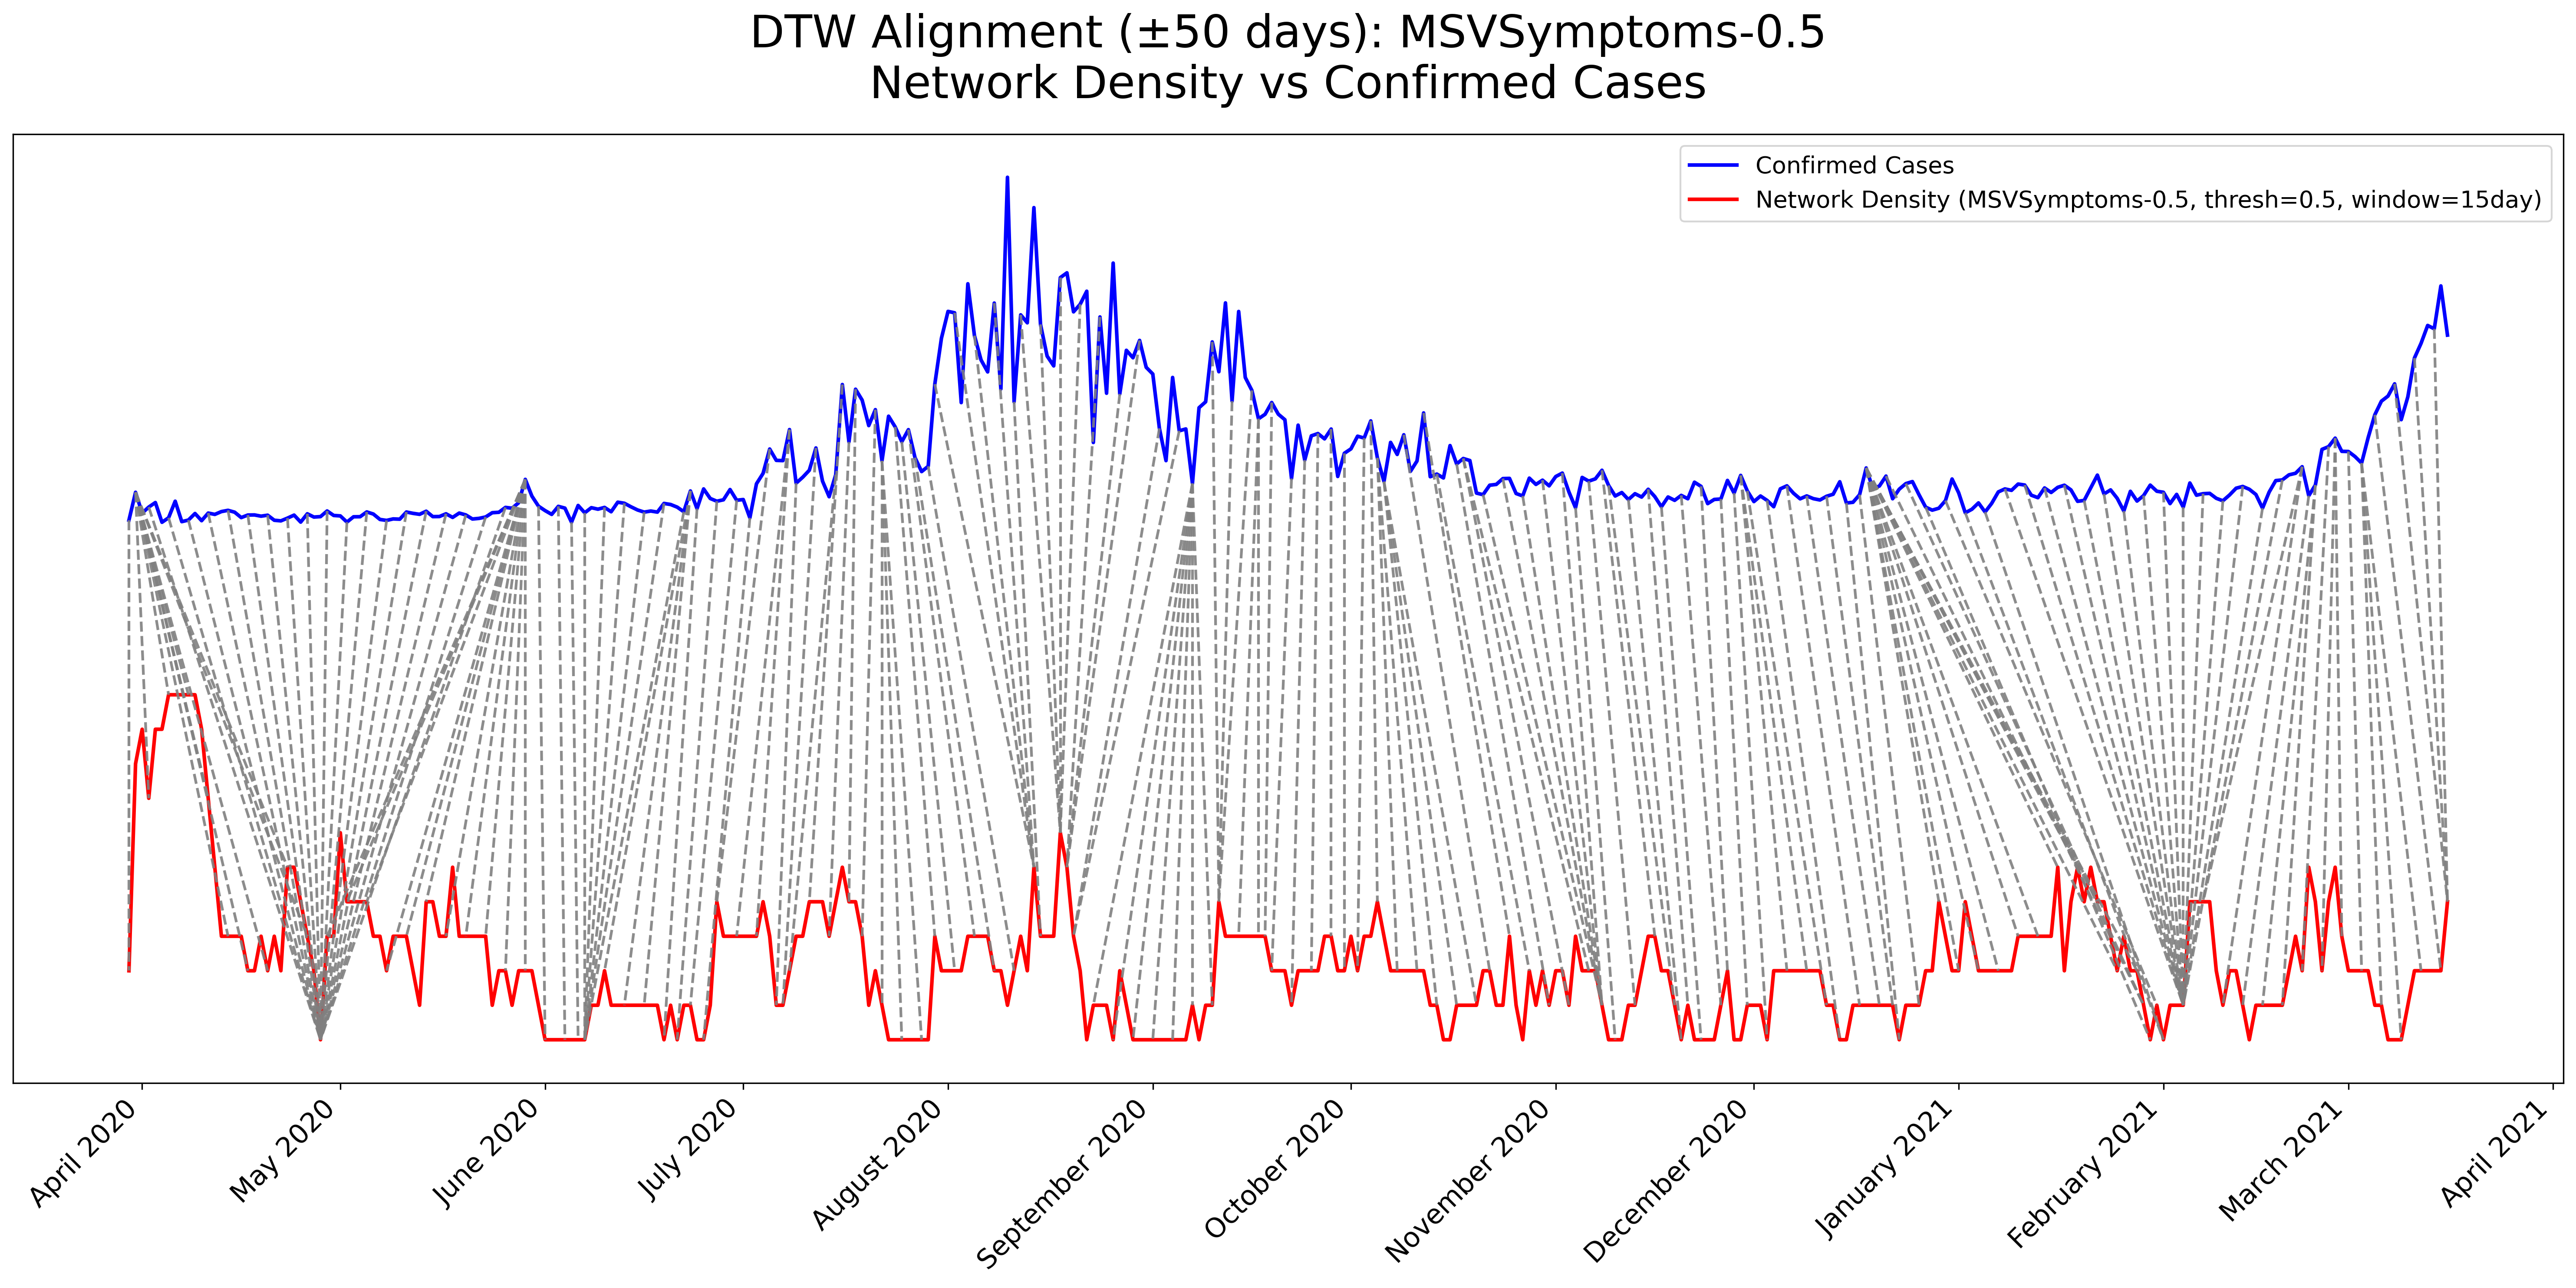 DTW Alignment (±50 days): MSVSymptoms-0.5
Network Density vs Confirmed Cases
Confirmed Cases
Network Density (MSVSymptoms-0.5, thresh=0.5, window=15day)
April 2020
May 2020
June 2020
July 2020
August 2020
September 2020
October 2020
November 2020
December 2020
January 2021
February 2021
March 2021
April 2021